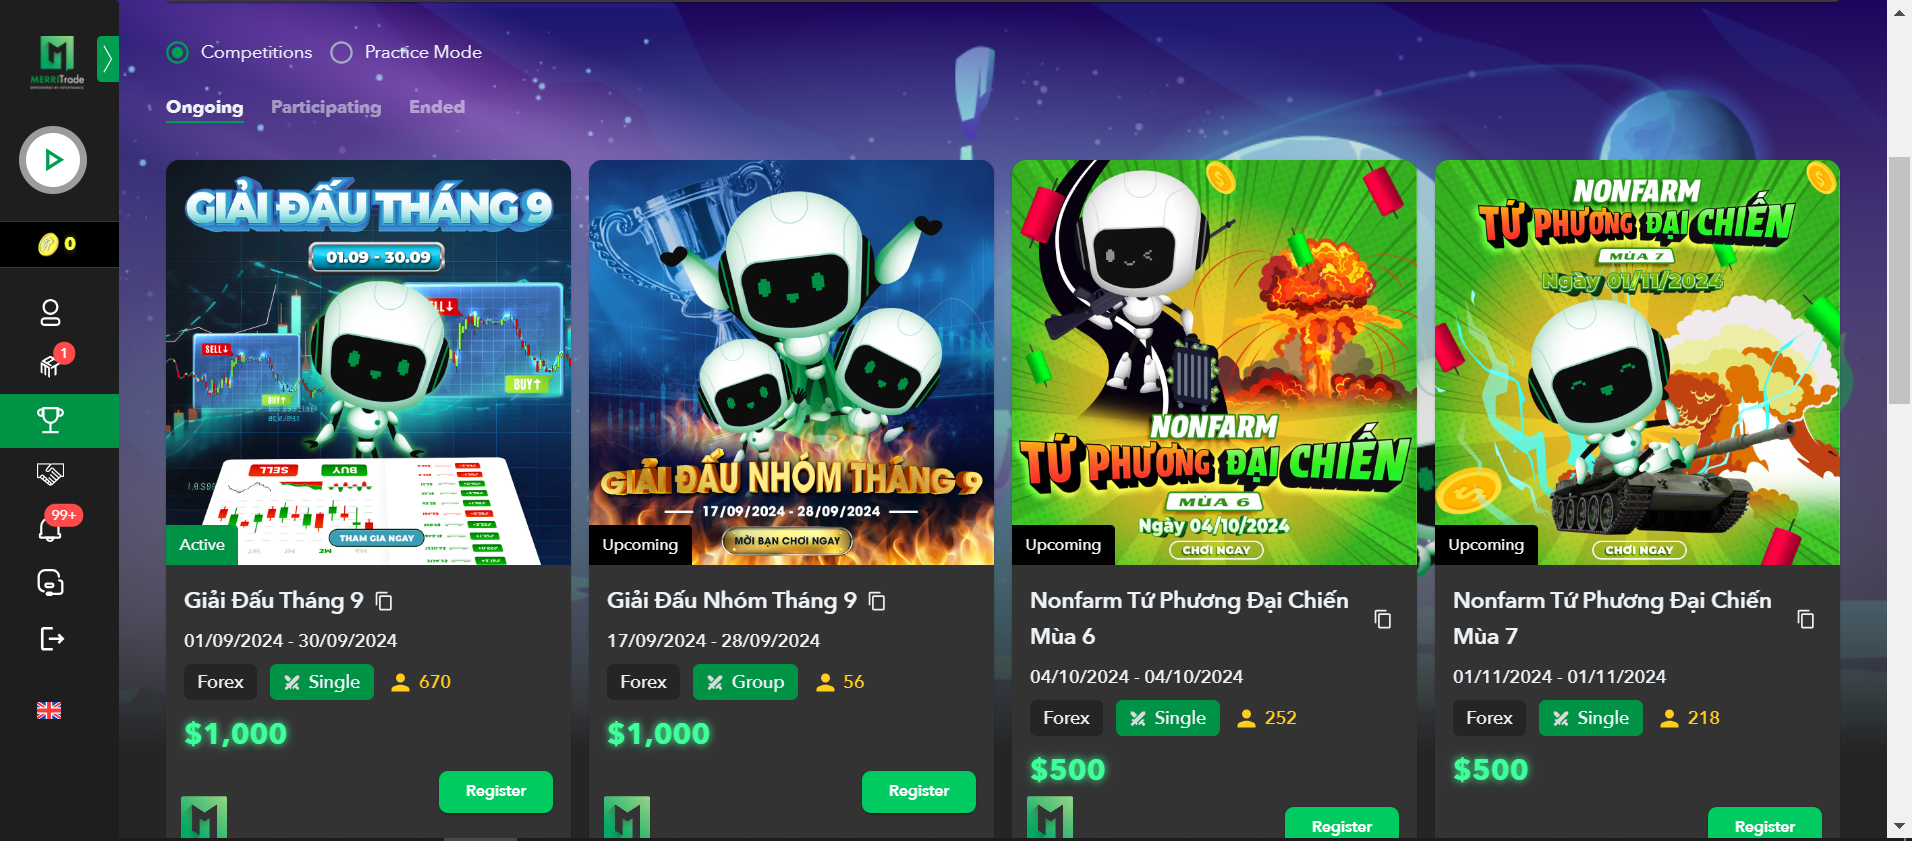 MERRITrade
Competitions
Practice Mode
Ongoing
Participating
Ended
0
1
99+
GIẢI ĐẤU THÁNG 9
01.09 - 30.09
SELL↓
BUY↑
SELL↓
BUY↑
SELL
BUY
THAM GIA NGAY
Active
Giải Đấu Tháng 9
01/09/2024 - 30/09/2024
Forex
Single
670
$1,000
Register
GIẢI ĐẤU NHÓM THÁNG 9
17/09/2024 - 28/09/2024
MỜI BẠN CHƠI NGAY
Upcoming
Giải Đấu Nhóm Tháng 9
17/09/2024 - 28/09/2024
Forex
Group
56
$1,000
Register
NONFARM
TỨ PHƯƠNG ĐẠI CHIẾN
MÙA 6
Ngày 04/10/2024
CHƠI NGAY
Upcoming
Nonfarm Tứ Phương Đại Chiến
Mùa 6
04/10/2024 - 04/10/2024
Forex
Single
252
$500
Register
NONFARM
TỨ PHƯƠNG ĐẠI CHIẾN
MÙA 7
Ngày 01/11/2024
CHƠI NGAY
Upcoming
Nonfarm Tứ Phương Đại Chiến
Mùa 7
01/11/2024 - 01/11/2024
Forex
Single
218
$500
Register